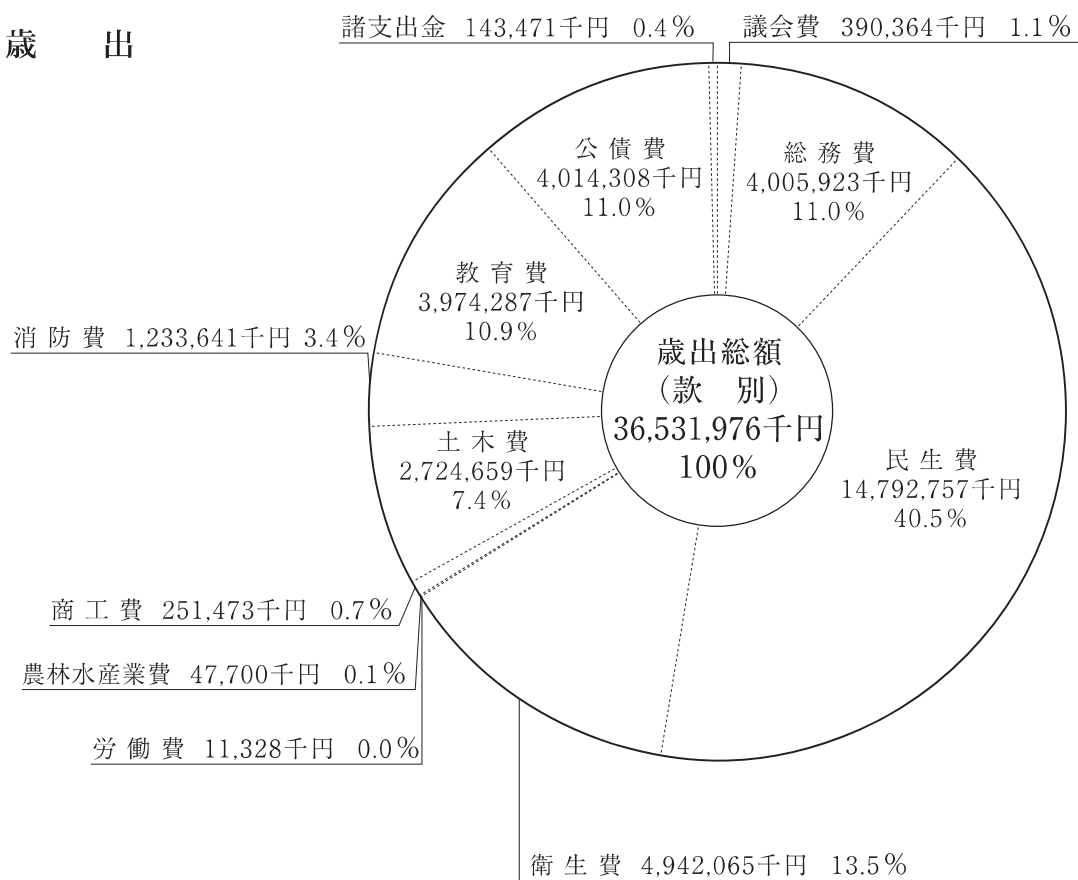 歳　出
諸支出金 143,471千円 0.4%
議会費 390,364千円 1.1%
公債費
4,014,308千円
11.0%
総務費
4,005,923千円
11.0%
教育費
3,974,287千円
10.9%
消防費 1,233,641千円 3.4%
歳出総額
（款　別）
36,531,976千円
100%
土木費
2,724,659千円
7.4%
民生費
14,792,757千円
40.5%
商工費 251,473千円 0.7%
農林水産業費 47,700千円 0.1%
労働費 11,328千円 0.0%
衛生費 4,942,065千円 13.5%